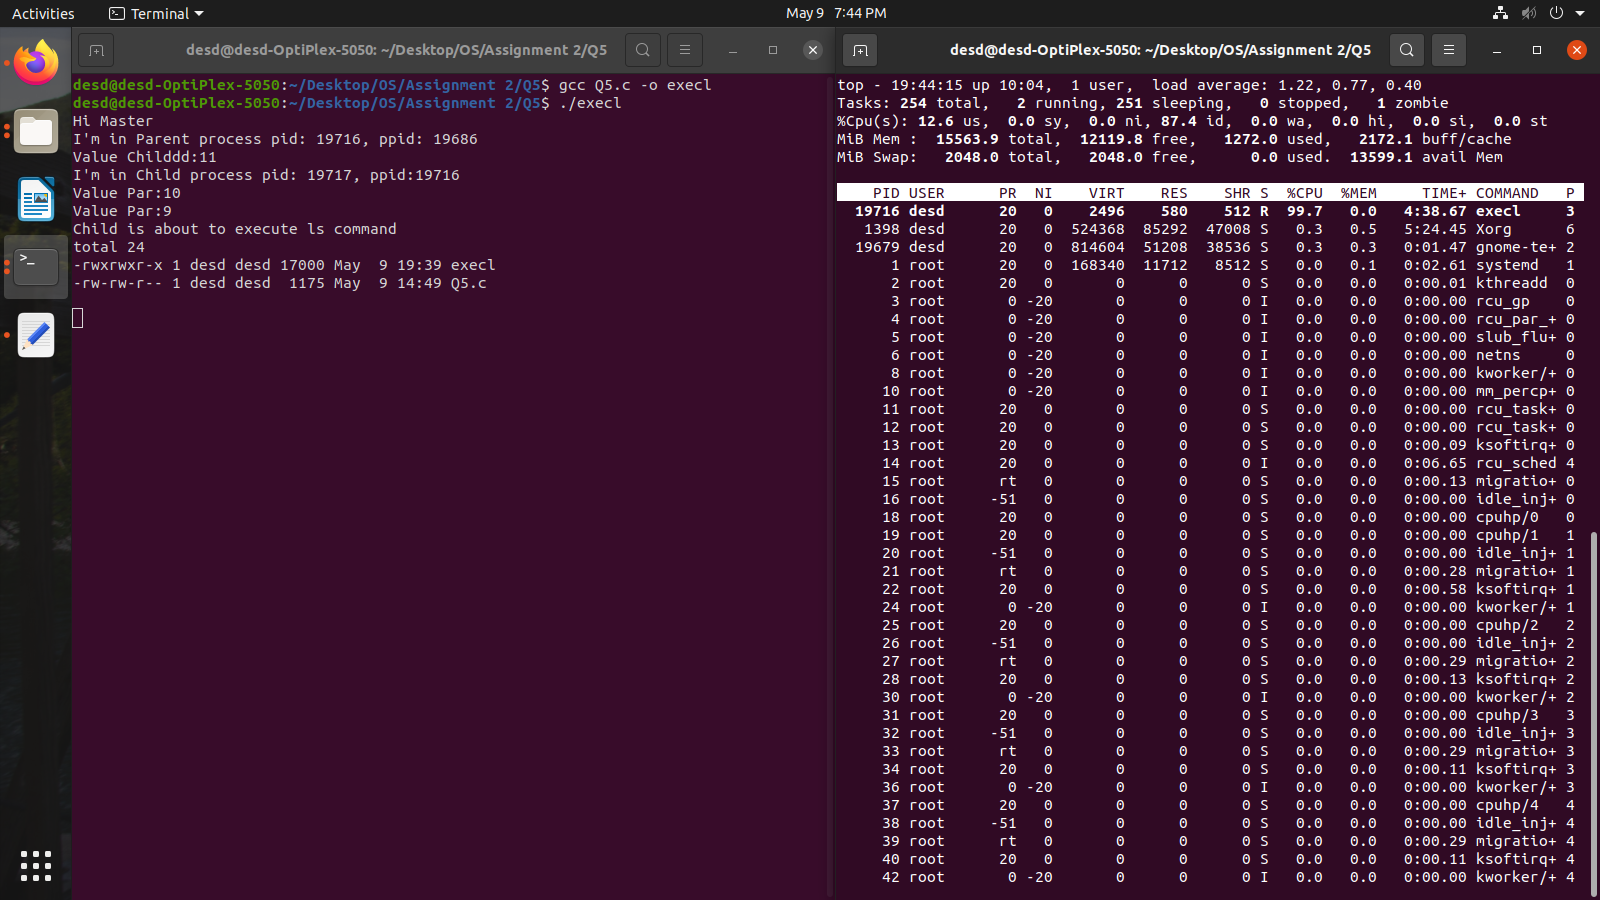 Activities Terminal May 9 7:44 PM
desd@desd-OptiPlex-5050: ~/Desktop/OS/Assignment 2/Q5
desd@desd-OptiPlex-5050:~/Desktop/OS/Assignment 2/Q5$ gcc Q5.c -o execl
desd@desd-OptiPlex-5050:~/Desktop/OS/Assignment 2/Q5$ ./execl
Hi Master
I'm in Parent process pid: 19716, ppid: 19686
Value Childdd:11
I'm in Child process pid: 19717, ppid:19716
Value Par:10
Value Par:9
Child is about to execute ls command
total 24
-rwxrwxr-x 1 desd desd 17000 May  9 19:39 execl
-rw-rw-r-- 1 desd desd  1175 May  9 14:49 Q5.c
>_
desd@desd-OptiPlex-5050: ~/Desktop/OS/Assignment 2/Q5
top - 19:44:15 up 10:04,  1 user,  load average: 1.22, 0.77, 0.40
Tasks: 254 total,   2 running, 251 sleeping,   0 stopped,   1 zombie
%Cpu(s): 12.6 us,  0.0 sy,  0.0 ni, 87.4 id,  0.0 wa,  0.0 hi,  0.0 si,  0.0 st
MiB Mem :  15563.9 total,  12119.8 free,   1272.0 used,   2172.1 buff/cache
MiB Swap:   2048.0 total,   2048.0 free,      0.0 used.  13599.1 avail Mem
PID USER PR NI VIRT RES SHR S %CPU %MEM TIME+ COMMAND P
19716 desd 20 0 2496 580 512 R 99.7 0.0 4:38.67 execl 3
1398 desd 20 0 524368 85292 47008 S 0.3 0.5 5:24.45 Xorg 6
19679 desd 20 0 814604 51208 38536 S 0.3 0.3 0:01.47 gnome-te+ 2
1 root 20 0 168340 11712 8512 S 0.0 0.1 0:02.61 systemd 1
2 root 20 0 0 0 0 S 0.0 0.0 0:00.01 kthreadd 0
3 root 0 -20 0 0 0 I 0.0 0.0 0:00.00 rcu_gp 0
4 root 0 -20 0 0 0 I 0.0 0.0 0:00.00 rcu_par_+ 0
5 root 0 -20 0 0 0 I 0.0 0.0 0:00.00 slub_flu+ 0
6 root 0 -20 0 0 0 I 0.0 0.0 0:00.00 netns 0
8 root 0 -20 0 0 0 I 0.0 0.0 0:00.00 kworker/+ 0
10 root 0 -20 0 0 0 I 0.0 0.0 0:00.00 mm_percp+ 0
11 root 20 0 0 0 0 S 0.0 0.0 0:00.00 rcu_task+ 0
12 root 20 0 0 0 0 S 0.0 0.0 0:00.00 rcu_task+ 0
13 root 20 0 0 0 0 S 0.0 0.0 0:00.09 ksoftirq+ 0
14 root 20 0 0 0 0 I 0.0 0.0 0:06.65 rcu_sched 4
15 root rt 0 0 0 0 S 0.0 0.0 0:00.13 migratio+ 0
16 root -51 0 0 0 0 S 0.0 0.0 0:00.00 idle_inj+ 0
18 root 20 0 0 0 0 S 0.0 0.0 0:00.00 cpuhp/0 0
19 root 20 0 0 0 0 S 0.0 0.0 0:00.00 cpuhp/1 1
20 root -51 0 0 0 0 S 0.0 0.0 0:00.00 idle_inj+ 1
21 root rt 0 0 0 0 S 0.0 0.0 0:00.28 migratio+ 1
22 root 20 0 0 0 0 S 0.0 0.0 0:00.58 ksoftirq+ 1
24 root 0 -20 0 0 0 I 0.0 0.0 0:00.00 kworker/+ 1
25 root 20 0 0 0 0 S 0.0 0.0 0:00.00 cpuhp/2 2
26 root -51 0 0 0 0 S 0.0 0.0 0:00.00 idle_inj+ 2
27 root rt 0 0 0 0 S 0.0 0.0 0:00.29 migratio+ 2
28 root 20 0 0 0 0 S 0.0 0.0 0:00.13 ksoftirq+ 2
30 root 0 -20 0 0 0 I 0.0 0.0 0:00.00 kworker/+ 2
31 root 20 0 0 0 0 S 0.0 0.0 0:00.00 cpuhp/3 3
32 root -51 0 0 0 0 S 0.0 0.0 0:00.00 idle_inj+ 3
33 root rt 0 0 0 0 S 0.0 0.0 0:00.29 migratio+ 3
34 root 20 0 0 0 0 S 0.0 0.0 0:00.11 ksoftirq+ 3
36 root 0 -20 0 0 0 I 0.0 0.0 0:00.00 kworker/+ 3
37 root 20 0 0 0 0 S 0.0 0.0 0:00.00 cpuhp/4 4
38 root -51 0 0 0 0 S 0.0 0.0 0:00.00 idle_inj+ 4
39 root rt 0 0 0 0 S 0.0 0.0 0:00.29 migratio+ 4
40 root 20 0 0 0 0 S 0.0 0.0 0:00.11 ksoftirq+ 4
42 root 0 -20 0 0 0 I 0.0 0.0 0:00.00 kworker/+ 4